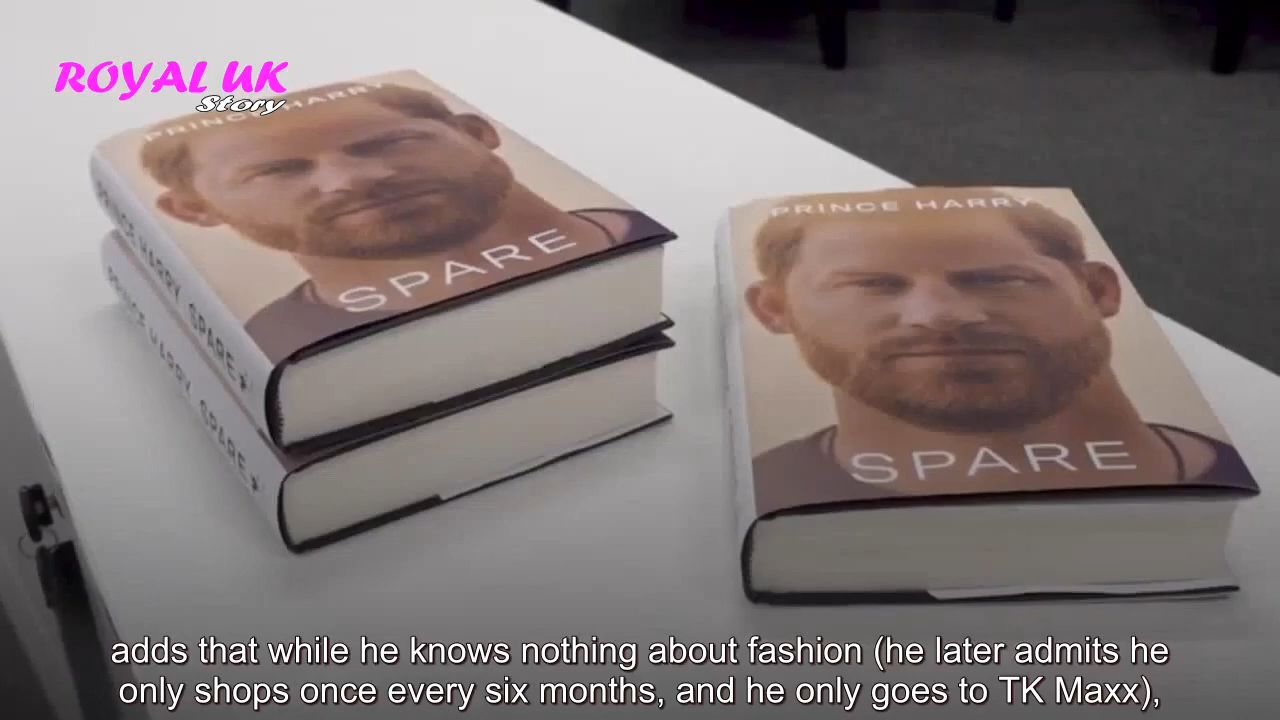 ROYAL UK
Story
PRINCE HARRY
SPARE
PRINCE HARRY SPARE
PRINCE HARRY SPARE
PRINCE HARRY
SPARE
adds that while he knows nothing about fashion (he later admits he
only shops once every six months, and he only goes to TK Maxx),